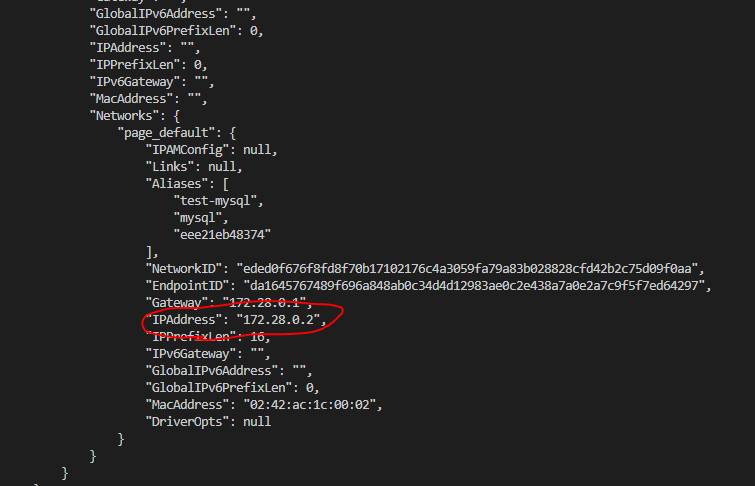 "GlobalIPv6Address": "",
"GlobalIPv6PrefixLen": 0,
"IPAddress": "",
"IPPrefixLen": 0,
"IPv6Gateway": "",
"MacAddress": "",
"Networks": {
"page_default": {
"IPAMConfig": null,
"Links": null,
"Aliases": [
"test-mysql",
"mysql",
"eee21eb48374"
],
"NetworkID": "eded0f676f8fd8f70b17102176c4a3059fa79a83b028828cfd42b2c75d09f0aa",
"EndpointID": "da1645767489f696a848ab0c34d4d12983ae0c2e438a7a0e2a7c9f5f7ed64297",
"Gateway": "172.28.0.1",
"IPAddress": "172.28.0.2",
"IPPrefixLen": 16,
"IPv6Gateway": "",
"GlobalIPv6Address": "",
"GlobalIPv6PrefixLen": 0,
"MacAddress": "02:42:ac:1c:00:02",
"DriverOpts": null
}
}
}